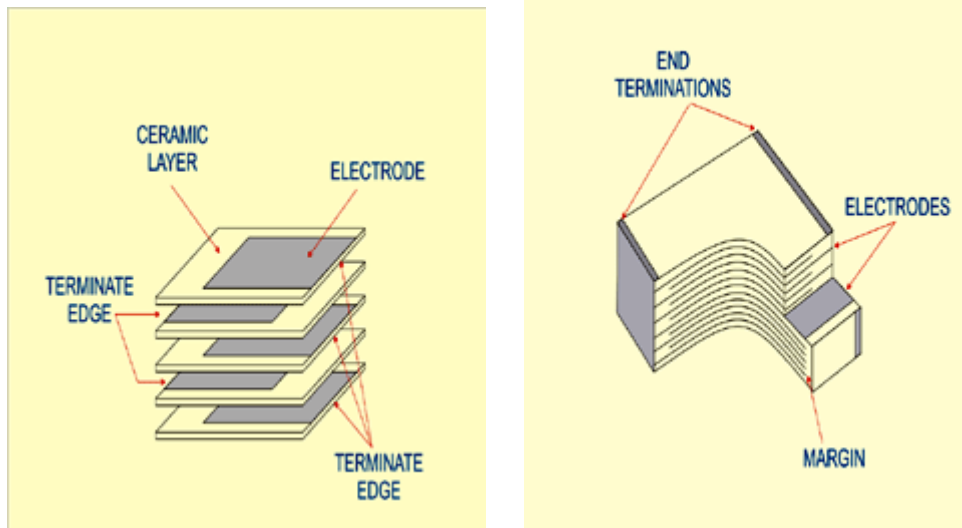 CERAMIC
LAYER
ELECTRODE
TERMINATE
EDGE
TERMINATE
EDGE
END
TERMINATIONS
ELECTRODES
MARGIN